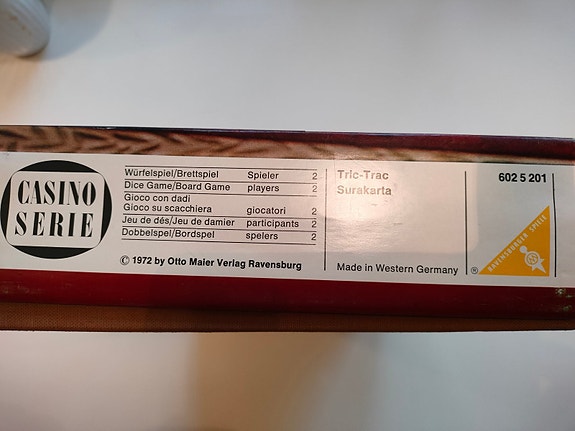 CASINO
SERIE
Würfelspiel/Brettspiel Spieler 2
Dice Game/Board Game players 2
Gioco con dadi
Gioco su scacchiera giocatori 2
Jeu de dés/Jeu de damier participants 2
Dobbelspel/Bordspel spelers 2
© 1972 by Otto Maier Verlag Ravensburg
Tric-Trac
Surakarta
Made in Western Germany
602 5 201
®
RAVENSBURGER SPIELE